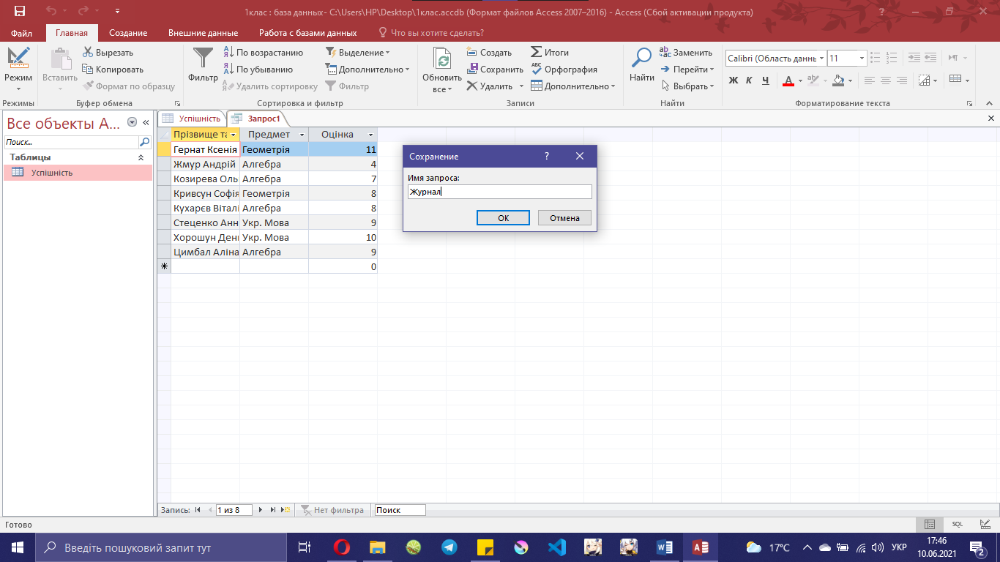 1клас : база данных- C:\Users\HP\Desktop\1клас.accdb (Формат файлов Access 2007–2016) - Access (Сбой активации продукта)
Файл Главная Создание Внешние данные Работа с базами данных Что вы хотите сделать?
Режим
Режимы
Вставить
Вырезать
Копировать
Формат по образцу
Буфер обмена
Фильтр
По возрастанию
По убыванию
Удалить сортировку
Выделение
Дополнительно
Фильтр
Сортировка и фильтр
Обновить
все
Создать
Сохранить
Удалить
Итоги
Орфография
Дополнительно
Записи
Найти
Заменить
Перейти
Выбрать
Найти
Calibri (Область даннь 11
Ж К Ч А
Форматирование текста
Все объекты A...
Поиск...
Таблицы
Успішність
Успішність Запрос1
Прізвище та Предмет Оцінка
Гернат Ксенія Геометрія 11
Жмур Андрій Алгебра 4
Козирева Оль Алгебра 7
Кривсун Софія Геометрія 8
Кухарєв Віталі Алгебра 8
Стеценко Анн Укр. Мова 9
Хорошун Ден Укр. Мова 10
Цимбал Аліна Алгебра 9
0
Сохранение ?
Имя запроса:
Журнал
ОК Отмена
Запись: 1 из 8 Нет фильтра Поиск
Готово SQL
Введіть пошуковий запит тут
17°C УКР
17:46
10.06.2021
2